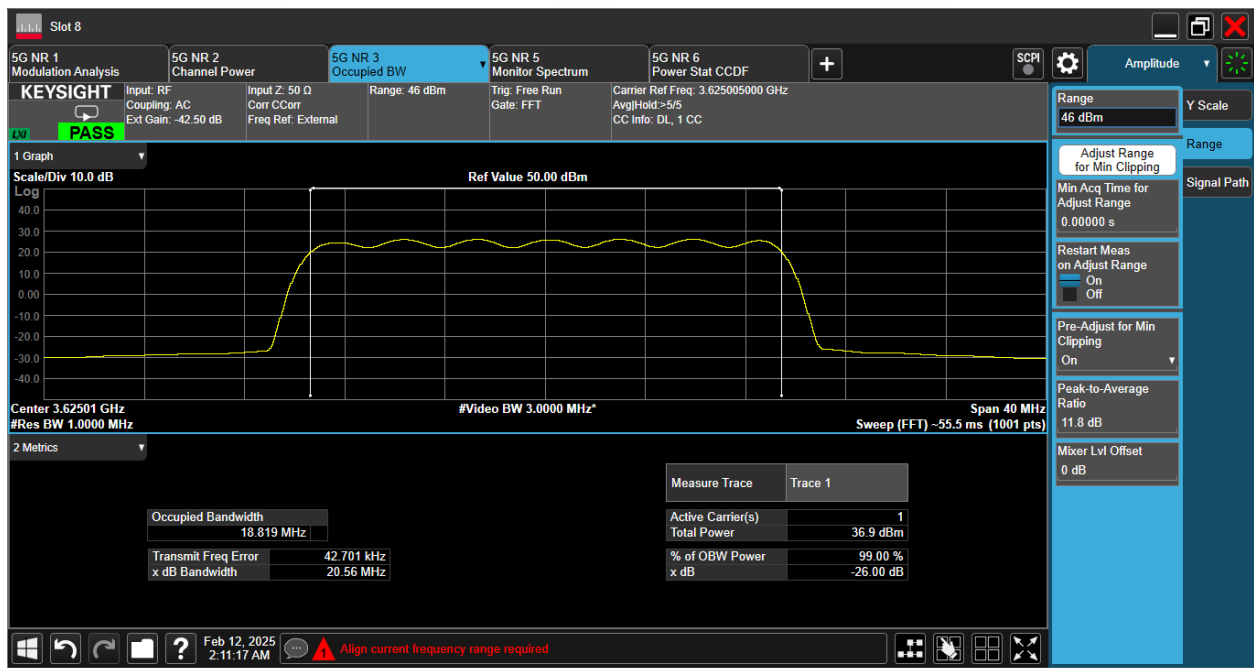 Slot 8
5G NR 1
Modulation Analysis
5G NR 2
Channel Power
5G NR 3
Occupied BW
5G NR 5
Monitor Spectrum
5G NR 6
Power Stat CCDF
SCPI
Amplitude
KEYSIGHT
LXI
PASS
Input: RF
Coupling: AC
Ext Gain: -42.50 dB
Input Z: 50 Ω
Corr CCorr
Freq Ref: External
Range: 46 dBm
Trig: Free Run
Gate: FFT
Carrier Ref Freq: 3.625005000 GHz
Avg|Hold:>5/5
CC Info: DL, 1 CC
1 Graph
Scale/Div 10.0 dB
Ref Value 50.00 dBm
Log
40.0
30.0
20.0
10.0
0.00
-10.0
-20.0
-30.0
-40.0
Center 3.62501 GHz
#Video BW 3.0000 MHz*
Span 40 MHz
#Res BW 1.0000 MHz
Sweep (FFT) ~55.5 ms (1001 pts)
2 Metrics
Measure Trace Trace 1
Occupied Bandwidth
18.819 MHz
Transmit Freq Error 42.701 kHz
x dB Bandwidth 20.56 MHz
Active Carrier(s) 1
Total Power 36.9 dBm
% of OBW Power 99.00 %
x dB -26.00 dB
Range
46 dBm
Adjust Range
for Min Clipping
Min Acq Time for
Adjust Range
0.00000 s
Restart Meas
on Adjust Range
On
Off
Pre-Adjust for Min
Clipping
On
Peak-to-Average
Ratio
11.8 dB
Mixer Lvl Offset
0 dB
Y Scale
Range
Signal Path
?
Feb 12, 2025
2:11:17 AM
1
Align current frequency range required